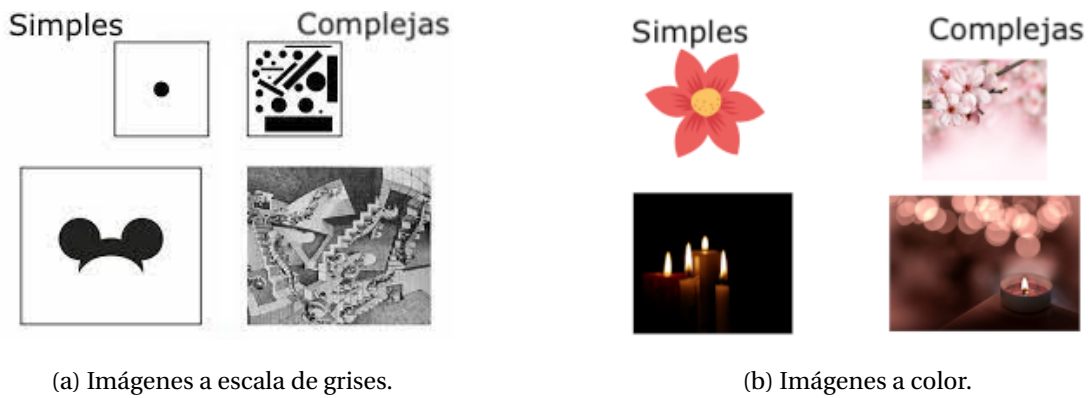 Simples Complejas
Simples Complejas
(a) Imágenes a escala de grises.
(b) Imágenes a color.